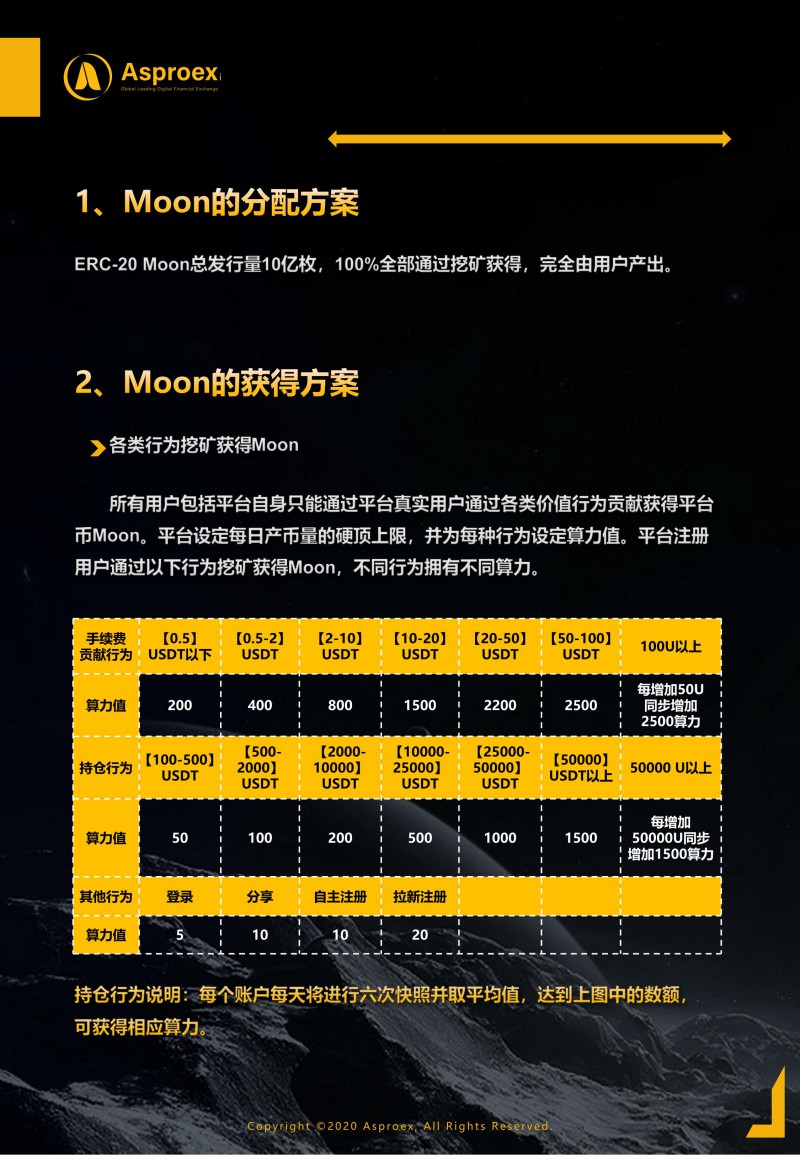 Asproex
Global Leading Digital Financial Exchange
1、Moon的分配方案
ERC-20 Moon总发行量10亿枚，100%全部通过挖矿获得，完全由用户产出。
2、Moon的获得方案
各类行为挖矿获得Moon
所有用户包括平台自身只能通过平台真实用户通过各类价值行为贡献获得平台
币Moon。平台设定每日产币量的硬顶上限，并为每种行为设定算力值。平台注册
用户通过以下行为挖矿获得Moon，不同行为拥有不同算力。
手续费
贡献行为
【0.5】
USDT以下
【0.5-2】
USDT
【2-10】
USDT
【10-20】
USDT
【20-50】
USDT
【50-100】
USDT
100U以上
算力值
200
400
800
1500
2200
2500
每增加50U
同步增加
2500算力
持仓行为
【100-500】
USDT
【500-
2000】
USDT
【2000-
10000】
USDT
【10000-
25000】
USDT
【25000-
50000】
USDT
【50000】
USDT以上
50000 U以上
算力值
50
100
200
500
1000
1500
每增加
50000U同步
增加1500算力
其他行为
登录
分享
自主注册
拉新注册
算力值
5
10
10
20
持仓行为说明：每个账户每天将进行六次快照并取平均值，达到上图中的数额，
可获得相应算力。
Copyright ©2020 Asproex, All Rights Reserved.